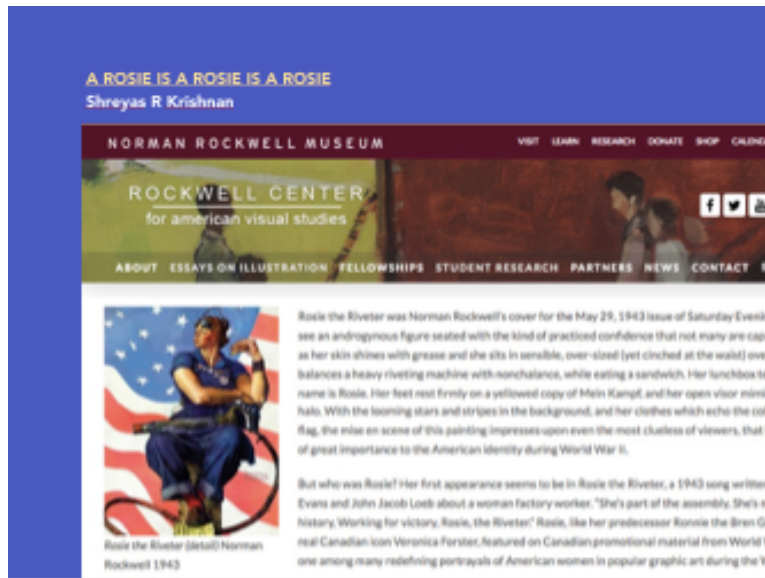 A ROSIE IS A ROSIE IS A ROSIE
Shreyas R Krishnan
NORMAN ROCKWELL MUSEUM
VISIT LEARN RESEARCH DONATE SHOP
ROCKWELL CENTER
for american visual studies
ABOUT ESSAYS ON ILLUSTRATION FELLOWSHIPS STUDENT RESEARCH PARTNERS NEWS CONTACT
Rosie the Riveter was Norman Rockwell's cover for the May 29, 1943 issue of Saturday
see an androgynous figure seated with the kind of practiced confidence that not many are
as her skin shines with grease and she sits in sensible, over-sized (yet cinched at the waist)
balances a heavy riveting machine with nonchalance, while eating a sandwich. Her lunchbox
name is Rosie. Her feet rest firmly on a yellowed copy of Mein Kampf, and her open visor
halo. With the looming stars and stripes in the background, and her clothes which echo the
flag, the mise en scene of this painting impresses upon even the most clueless of viewers, that
of great importance to the American identity during World War II.
But who was Rosie? Her first appearance seems to be in Rosie the Riveter, a 1943 song written
Evans and John Jacob Loeb about a woman factory worker. "She's part of the assembly. She's
history, Working for victory, Rosie, the Riveter." Rosie, like her predecessor Ronnie the Bren
real Canadian icon Veronica Forster, featured on Canadian promotional material from World
one among many redefining portrayals of American women in popular graphic art during the
Rosie the Riveter (detail) Norman
Rockwell 1943